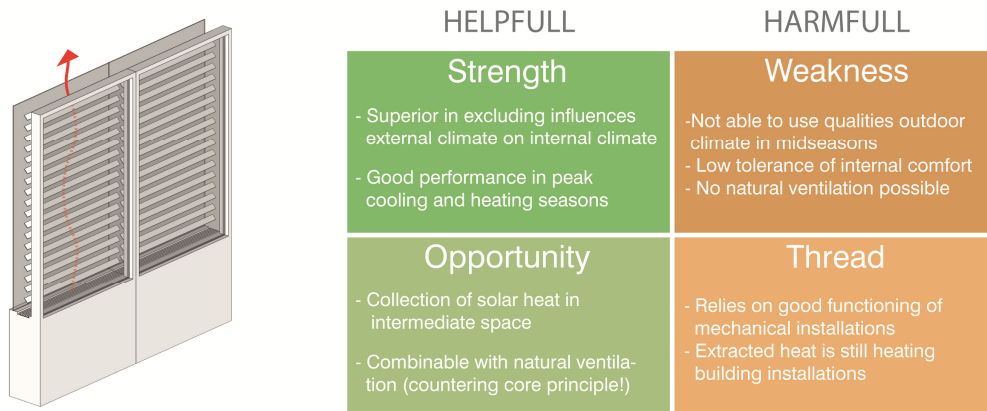 HELPFULL
HARMFULL
Strength
- Superior in excluding influences
external climate on internal climate
- Good performance in peak
cooling and heating seasons
Weakness
-Not able to use qualities outdoor
climate in midseasons
- Low tolerance of internal comfort
- No natural ventilation possible
Opportunity
- Collection of solar heat in
intermediate space
- Combinable with natural ventila-
tion (countering core principle!)
Thread
- Relies on good functioning of
mechanical installations
- Extracted heat is still heating
building installations